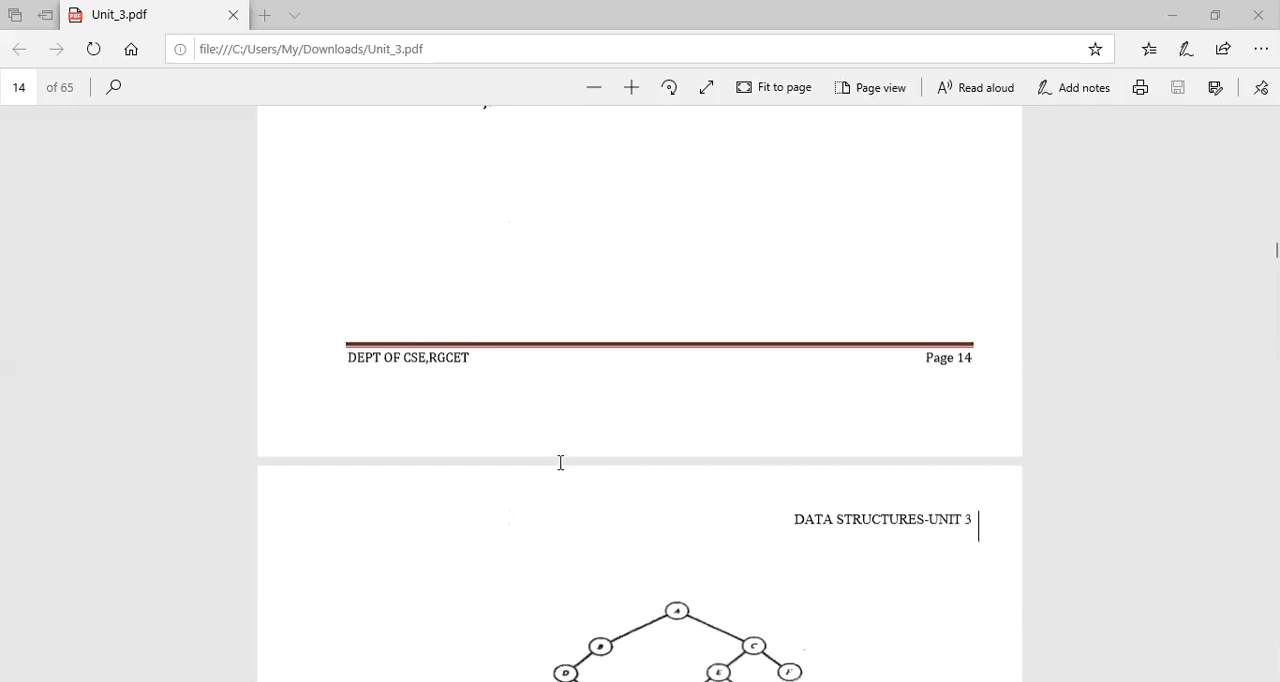 Unit_3.pdf
file:///C:/Users/My/Downloads/Unit_3.pdf
14 of 65
Fit to page
Page view
Read aloud
Add notes
DEPT OF CSE,RGCET
Page 14
DATA STRUCTURES-UNIT 3
A
B
C
D
E
F